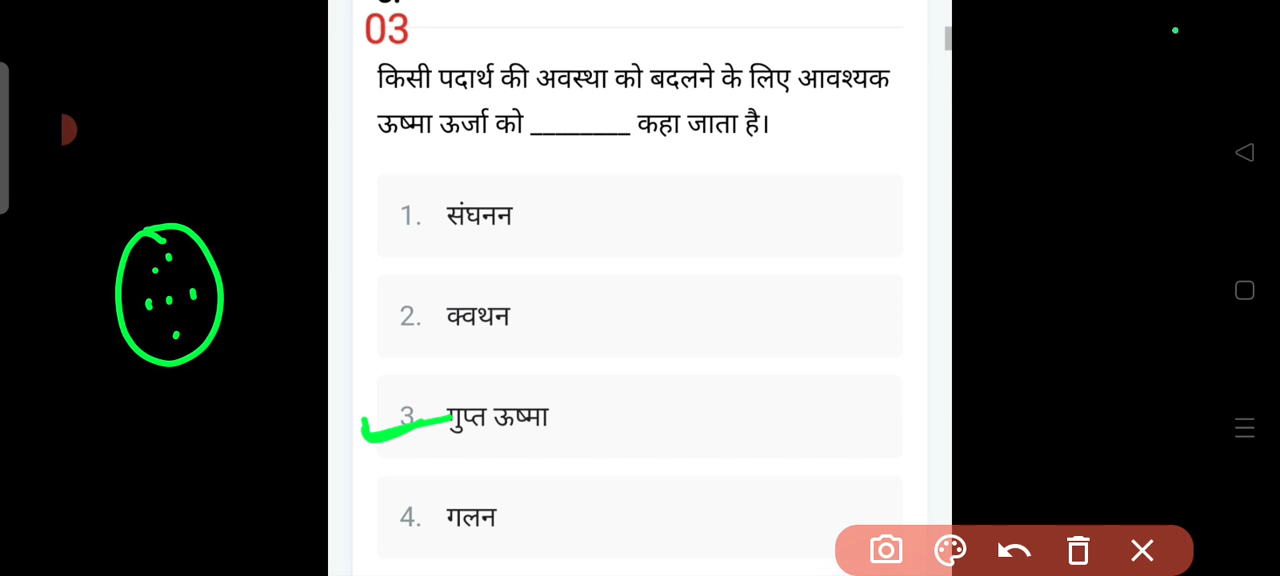 03
किसी पदार्थ की अवस्था को बदलने के लिए आवश्यक
ऊष्मा ऊर्जा को ________ कहा जाता है।
1. संघनन
2. क्वथन
3. गुप्त ऊष्मा
4. गलन